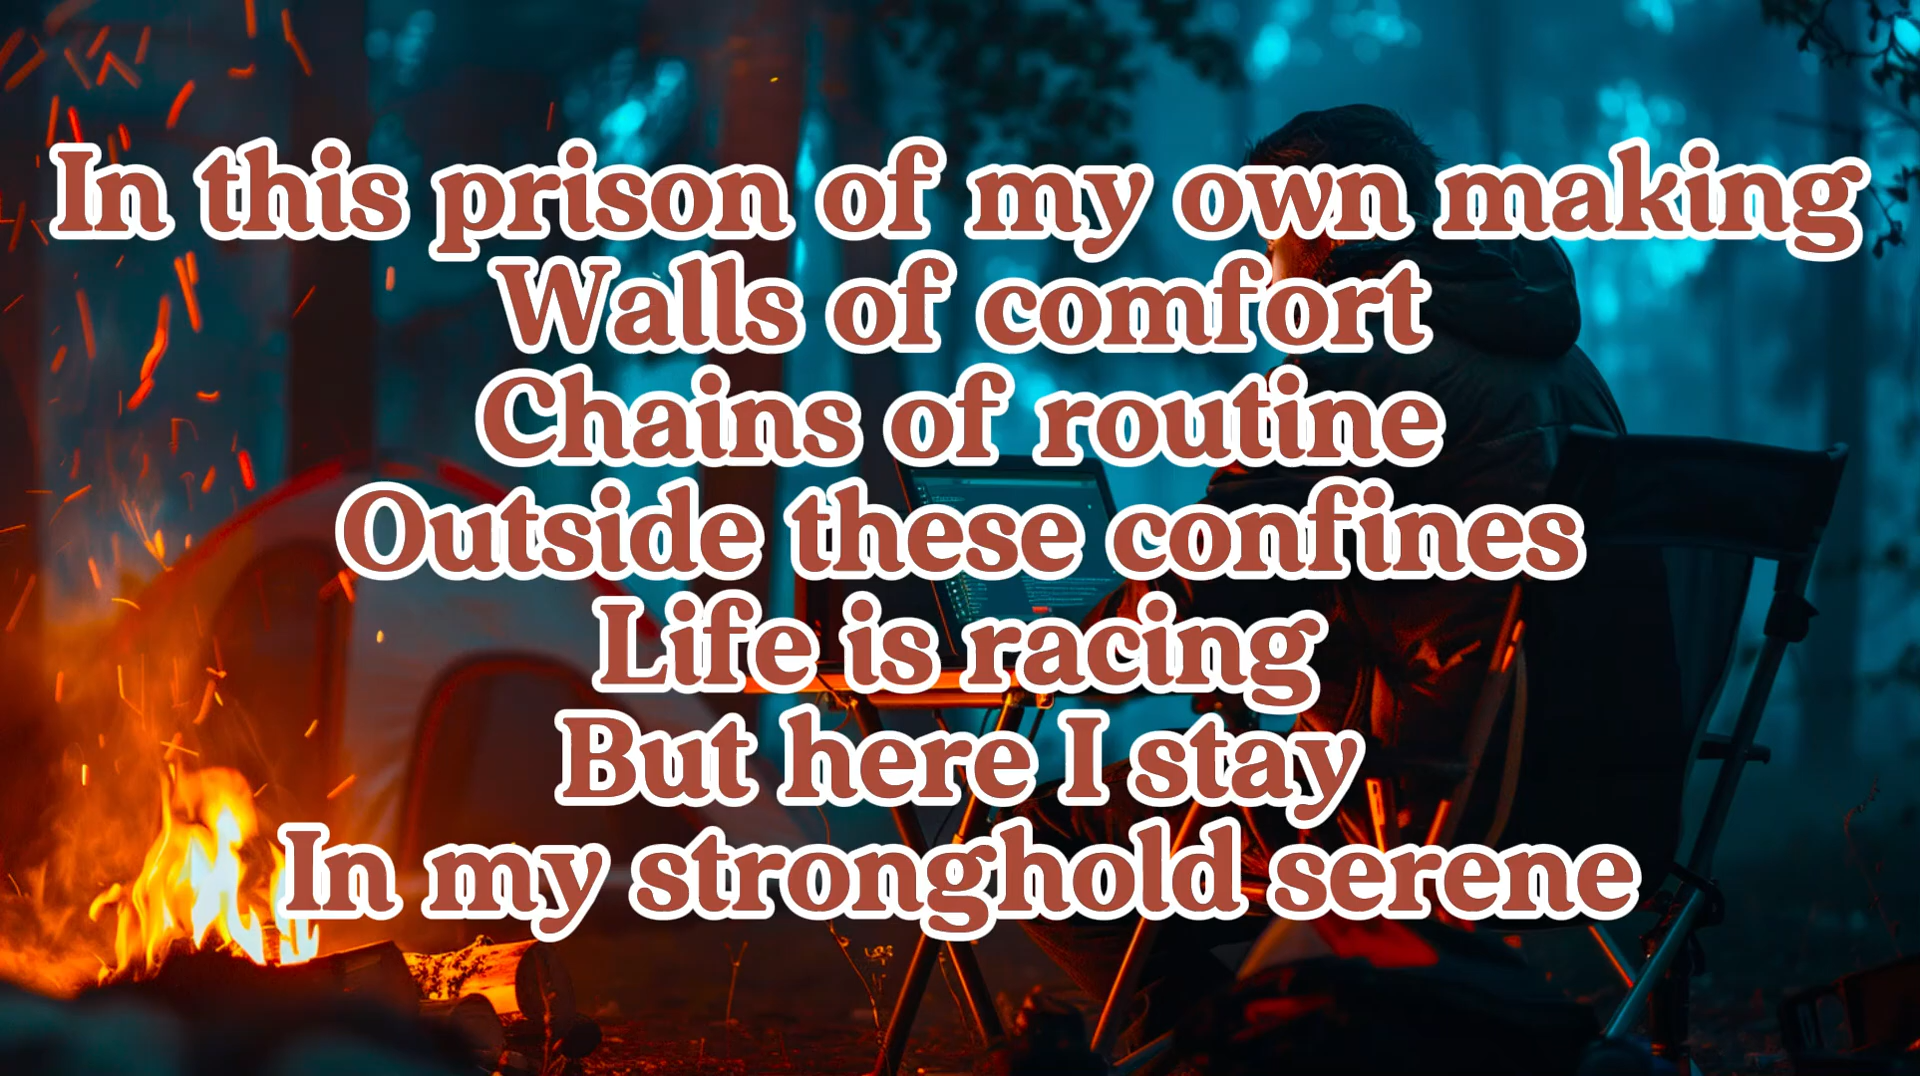 In this prison of my own making
Walls of comfort
Chains of routine
Outside these confines
Life is racing
But here I stay
In my stronghold serene